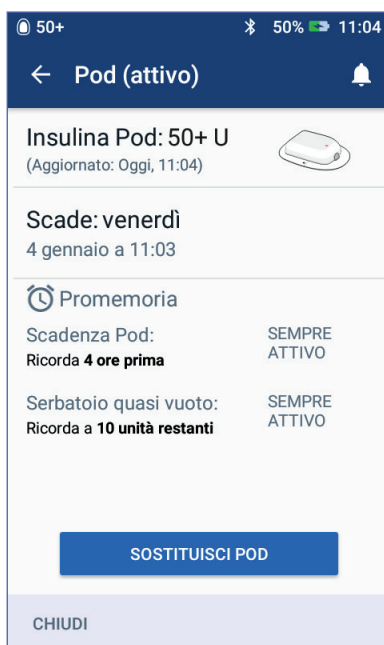 50+ 50% 11:04
Pod (attivo)
Insulina Pod: 50+ U
(Aggiornato: Oggi, 11:04)
Scade: venerdì
4 gennaio a 11:03
Promemoria
Scadenza Pod: SEMPRE
Ricorda 4 ore prima ATTIVO
Serbatoio quasi vuoto: SEMPRE
Ricorda a 10 unità restanti ATTIVO
SOSTITUISCI POD
CHIUDI